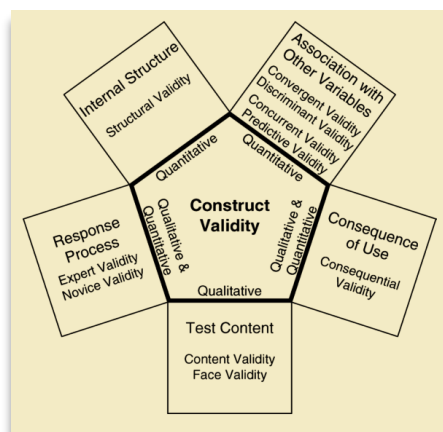 Internal Structure
Structural Validity
Quantitative
Association with
Other Variables
Convergent Validity
Discriminant Validity
Concurrent Validity
Predictive Validity
Quantitative
Response
Process
Expert Validity
Novice Validity
Qualitative &
Quantitative
Construct
Validity
Qualitative &
Quantitative
Consequence
of Use
Consequential
Validity
Qualitative
Test Content
Content Validity
Face Validity